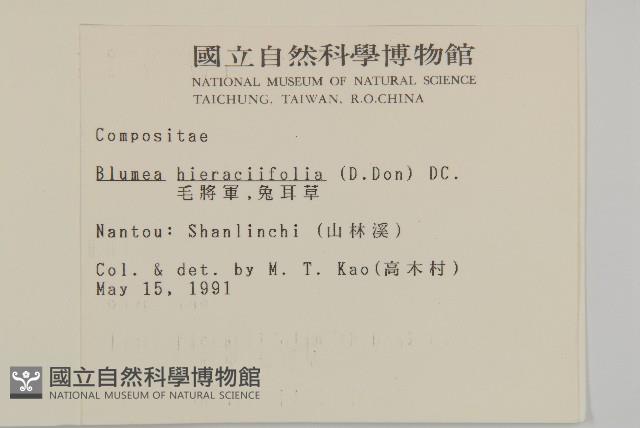 國立自然科學博物館
NATIONAL MUSEUM OF NATURAL SCIENCE
TAICHUNG, TAIWAN, R.O.CHINA
Compositae
Blumea hieraciifolia (D.Don) DC.
毛將軍,兔耳草
Nantou: Shanlinchi (山林溪)
Col. & det. by M. T. Kao(高木村)
May 15, 1991
國立自然科學博物館
NATIONAL MUSEUM OF NATURAL SCIENCE